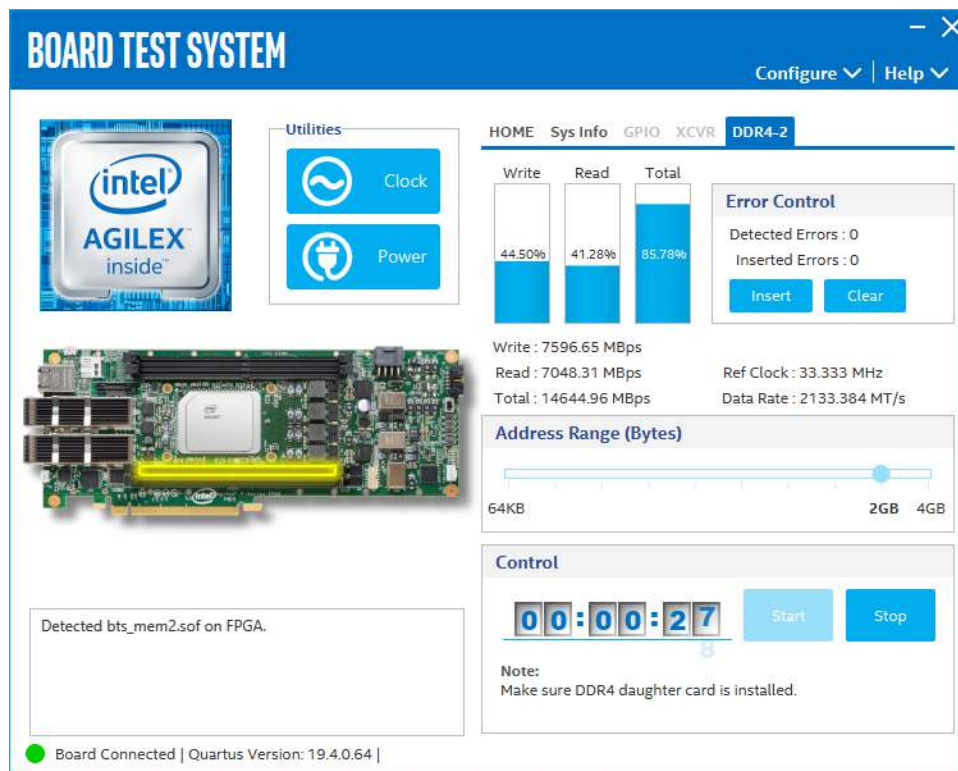 BOARD TEST SYSTEM
Configure
Help
intel
AGILEX™
inside™
Utilities
Clock
Power
HOME Sys Info GPIO XCVR DDR4-2
Write Read Total
44.50% 41.28% 85.78%
Error Control
Detected Errors : 0
Inserted Errors : 0
Insert Clear
Write : 7596.65 MBps
Read : 7048.31 MBps
Total : 14644.96 MBps
Ref Clock : 33.333 MHz
Data Rate : 2133.384 MT/s
Address Range (Bytes)
64KB 2GB 4GB
Control
00:00:27
8
Start Stop
Note:
Make sure DDR4 daughter card is installed.
intel
Detected bts_mem2.sof on FPGA.
Board Connected | Quartus Version: 19.4.0.64 |